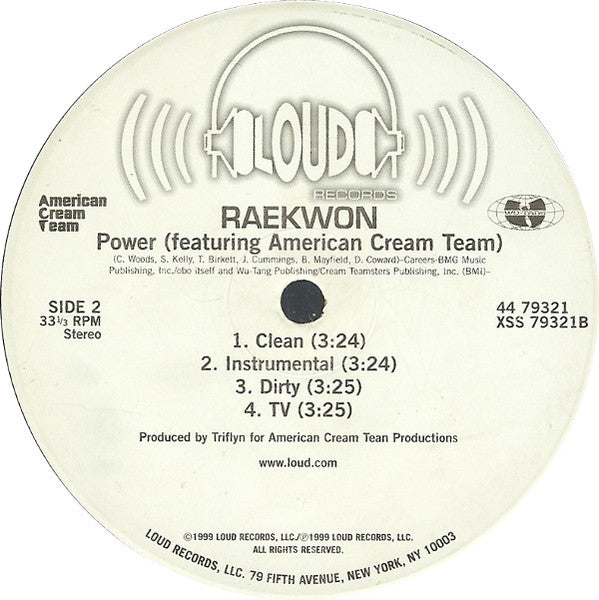 LOUD
RECORDS
American
Cream
Team
WU-TANG
RAEKWON
Power (featuring American Cream Team)
(C. Woods, S. Kelly, T. Birkett, J. Cummings, B. Mayfield, D. Coward)–Careers-BMG Music
Publishing, Inc./obo itself and Wu-Tang Publishing/Cream Teamsters Publishing, Inc. (BMI)–
SIDE 2
33 1/3 RPM
Stereo
44 79321
XSS 79321B
1. Clean (3:24)
2. Instrumental (3:24)
3. Dirty (3:25)
4. TV (3:25)
Produced by Triflyn for American Cream Tean Productions
www.loud.com
©1999 LOUD RECORDS, LLC./℗1999 LOUD RECORDS, LLC.
ALL RIGHTS RESERVED.
LOUD RECORDS, LLC. 79 FIFTH AVENUE, NEW YORK, NY 10003